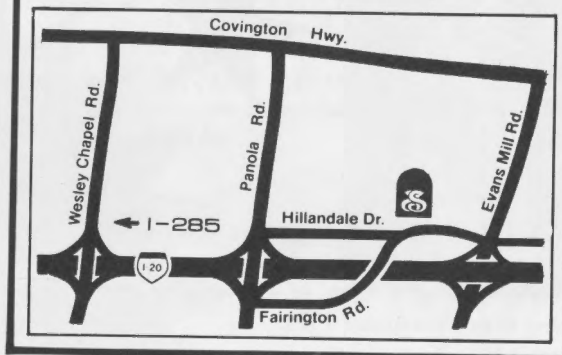 Covington Hwy.
Wesley Chapel Rd.
Panola Rd.
Evans Mill Rd.
S
← I-285
Hillandale Dr.
I-20
Fairington Rd.